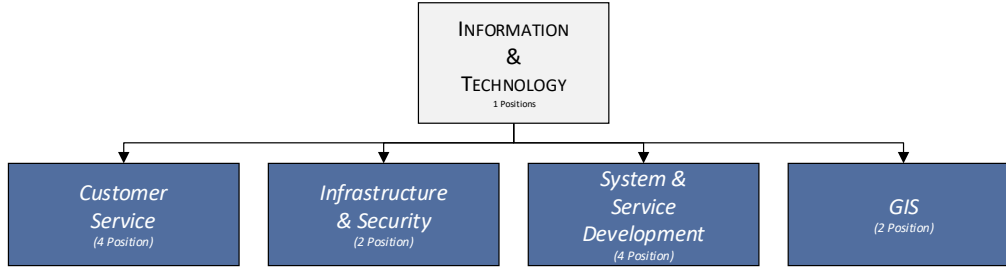 INFORMATION
&
TECHNOLOGY
1 Positions
Customer
Service
(4 Position)
Infrastructure
& Security
(2 Position)
System &
Service
Development
(4 Position)
GIS
(2 Position)